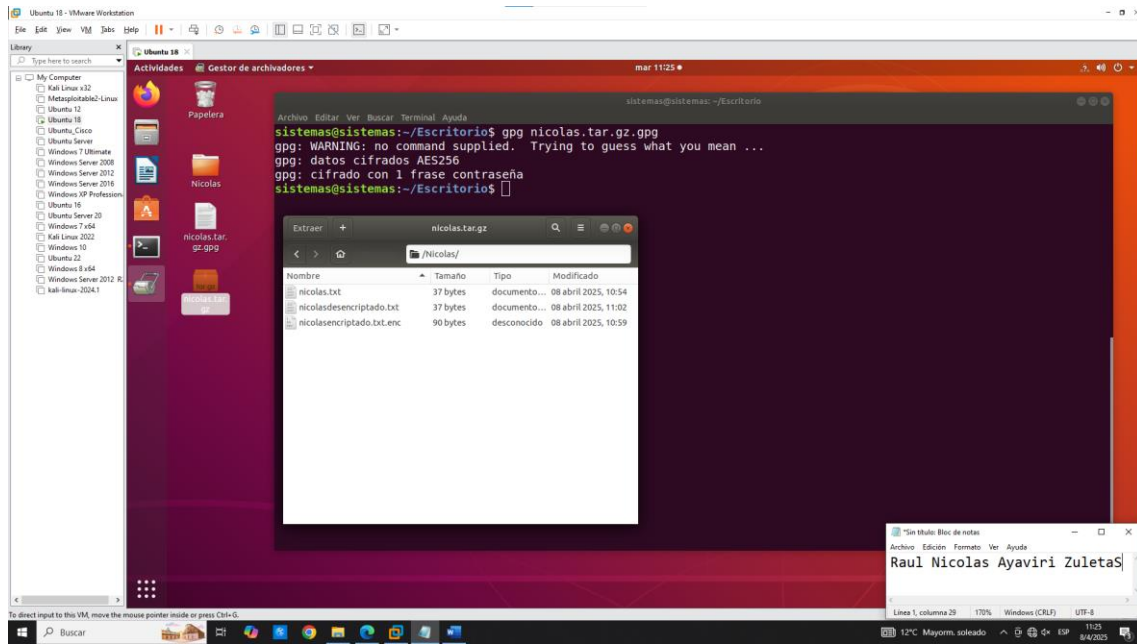 Ubuntu 18 - VMware Workstation
File Edit View VM Tabs Help
Library
Type here to search
My Computer
Kali Linux x32
Metasploitable2-Linux
Ubuntu 12
Ubuntu 18
Ubuntu_Cisco
Ubuntu Server
Windows 7 Ultimate
Windows Server 2008
Windows Server 2012
Windows Server 2016
Windows XP Profession
Ubuntu 16
Ubuntu Server 20
Windows 7 x64
Kali Linux 2022
Windows 10
Ubuntu 22
Windows 8 x64
Windows Server 2012 R
kali-linux-2024.1
Ubuntu 18
Actividades Gestor de archivadores mar 11:25
Papelera
Nicolas
nicolas.tar.
gz.gpg
nicolas.tar.
gz
sistemas@sistemas: ~/Escritorio
Archivo Editar Ver Buscar Terminal Ayuda
sistemas@sistemas:~/Escritorio$ gpg nicolas.tar.gz.gpg
gpg: WARNING: no command supplied. Trying to guess what you mean ...
gpg: datos cifrados AES256
gpg: cifrado con 1 frase contraseña
sistemas@sistemas:~/Escritorio$
Extraer + nicolas.tar.gz
/Nicolas/
Nombre Tamaño Tipo Modificado
nicolas.txt 37 bytes documento... 08 abril 2025, 10:54
nicolasdesencriptado.txt 37 bytes documento... 08 abril 2025, 11:02
nicolasencriptado.txt.enc 90 bytes desconocido 08 abril 2025, 10:59
*Sin título: Bloc de notas
Archivo Edición Formato Ver Ayuda
Raul Nicolas Ayaviri ZuletaS
Línea 1, columna 29 170% Windows (CRLF) UTF-8
To direct input to this VM, move the mouse pointer inside or press Ctrl+G.
Buscar
12°C Mayorm. soleado ESP 11:25
8/4/2025